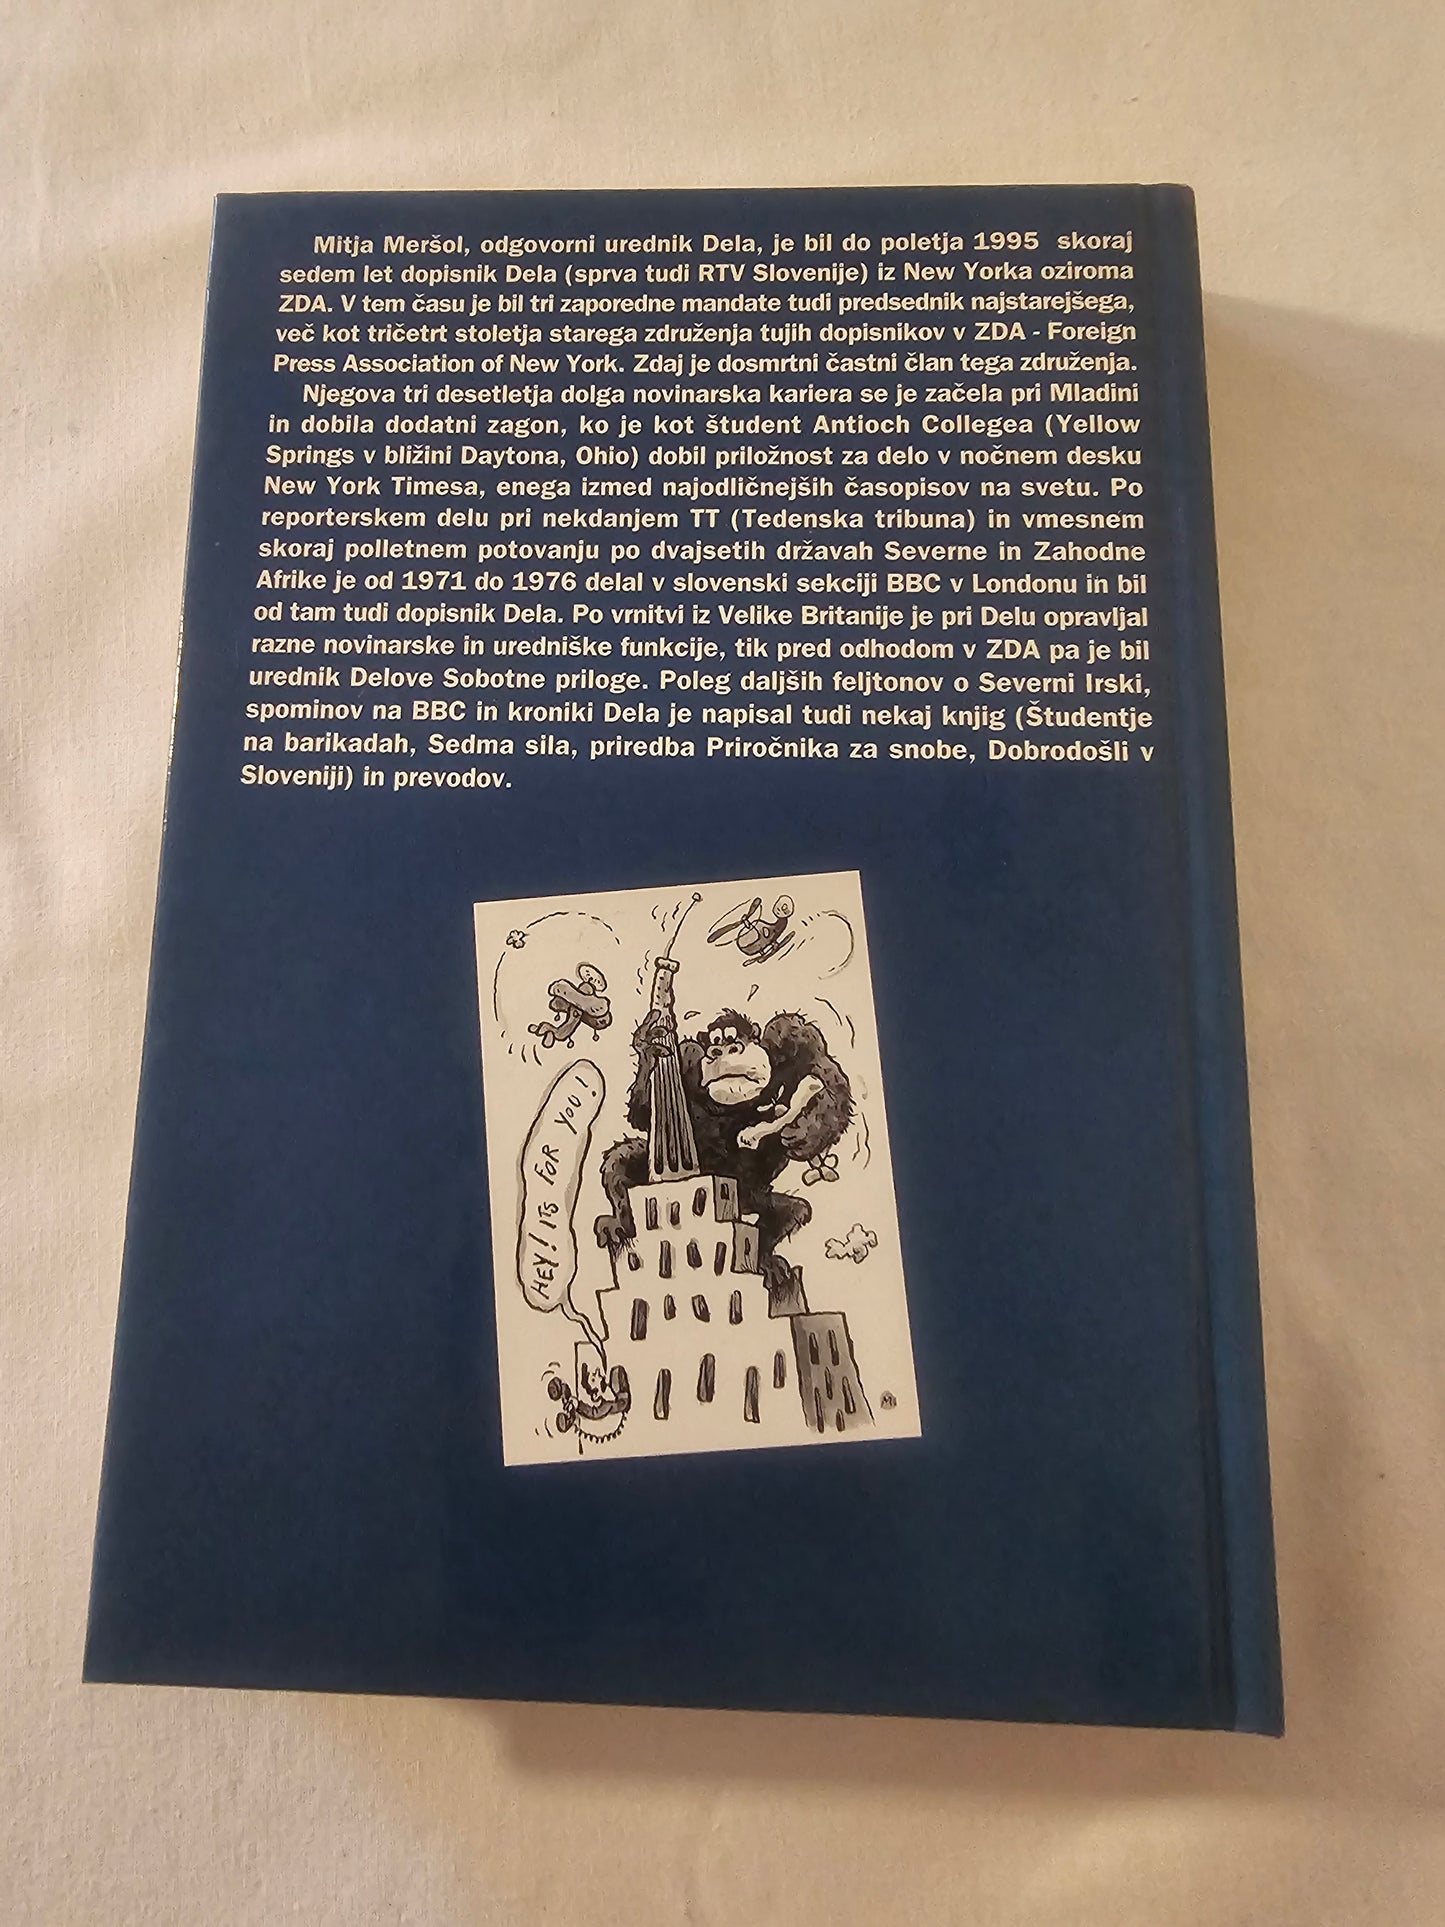 Mitja Meršol, odgovorni urednik Dela, je bil do poletja 1995 skoraj
sedem let dopisnik Dela (sprva tudi RTV Slovenije) iz New Yorka oziroma
ZDA. V tem času je bil tri zaporedne mandate tudi predsednik najstarejšega,
več kot tričetrt stoletja starega združenja tujih dopisnikov v ZDA - Foreign
Press Association of New York. Zdaj je dosmrtni častni član tega združenja.
Njegova tri desetletja dolga novinarska kariera se je začela pri Mladini
in dobila dodatni zagon, ko je kot študent Antioch Collegea (Yellow
Springs v bližini Daytona, Ohio) dobil priložnost za delo v nočnem desku
New York Timesa, enega izmed najodličnejših časopisov na svetu. Po
reporterskem delu pri nekdanjem TT (Tedenska tribuna) in vmesnem
skoraj polletnem potovanju po dvajsetih državah Severne in Zahodne
Afrike je od 1971 do 1976 delal v slovenski sekciji BBC v Londonu in bil
od tam tudi dopisnik Dela. Po vrnitvi iz Velike Britanije je pri Delu opravljal
razne novinarske in uredniške funkcije, tik pred odhodom v ZDA pa je bil
urednik Delove Sobotne priloge. Poleg daljših feljtonov o Severni Irski,
spominov na BBC in kroniki Dela je napisal tudi nekaj knjig (Študentje
na barikadah, Sedma sila, priredba Priročnika za snobe, Dobrodošli v
Sloveniji) in prevodov.
HEY! ITS FOR YOU!
M.